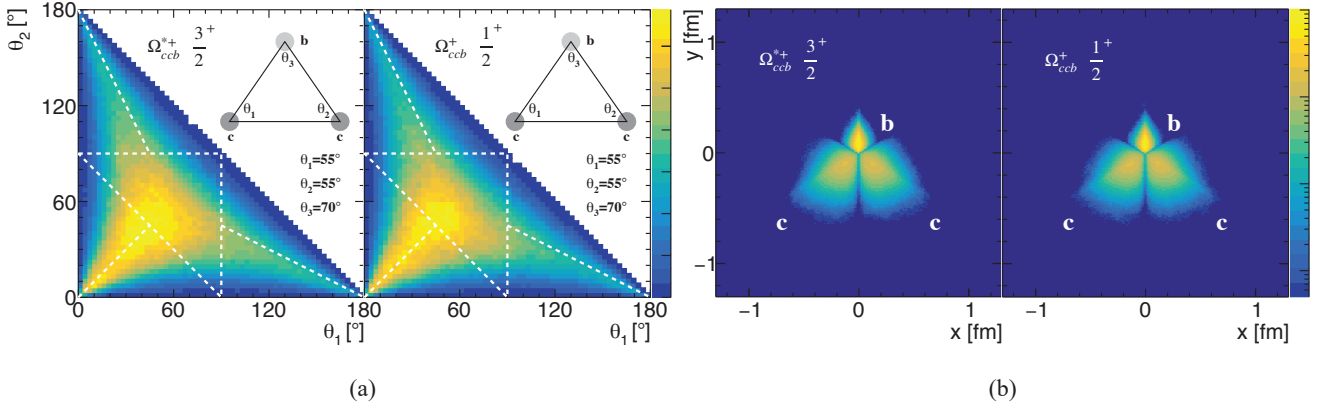 θ₂ [°]
180
120
60
0
Ω*⁺ccb 3/2⁺
b
θ₃
θ₁
θ₂
c
c
θ₁=55°
θ₂=55°
θ₃=70°
0
60
120
180
θ₁ [°]
Ω⁺ccb 1/2⁺
b
θ₃
θ₁
θ₂
c
c
θ₁=55°
θ₂=55°
θ₃=70°
60
120
180
θ₁ [°]
(a)
y [fm]
1
0
−1
Ω*⁺ccb 3/2⁺
b
c
c
−1
0
1
x [fm]
Ω⁺ccb 1/2⁺
b
c
c
−1
0
1
x [fm]
(b)